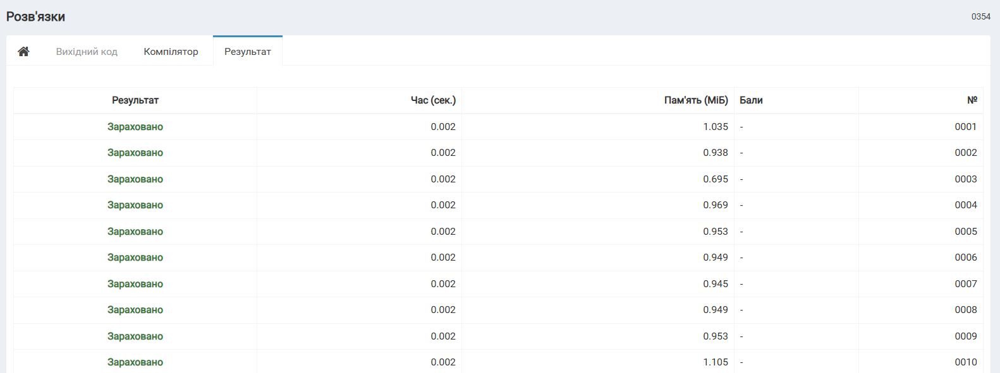 Розв'язки 0354
Вихідний код Компілятор Результат
Результат Час (сек.) Пам'ять (МіБ) Бали №
Зараховано 0.002 1.035 - 0001
Зараховано 0.002 0.938 - 0002
Зараховано 0.002 0.695 - 0003
Зараховано 0.002 0.969 - 0004
Зараховано 0.002 0.953 - 0005
Зараховано 0.002 0.949 - 0006
Зараховано 0.002 0.945 - 0007
Зараховано 0.002 0.949 - 0008
Зараховано 0.002 0.953 - 0009
Зараховано 0.002 1.105 - 0010